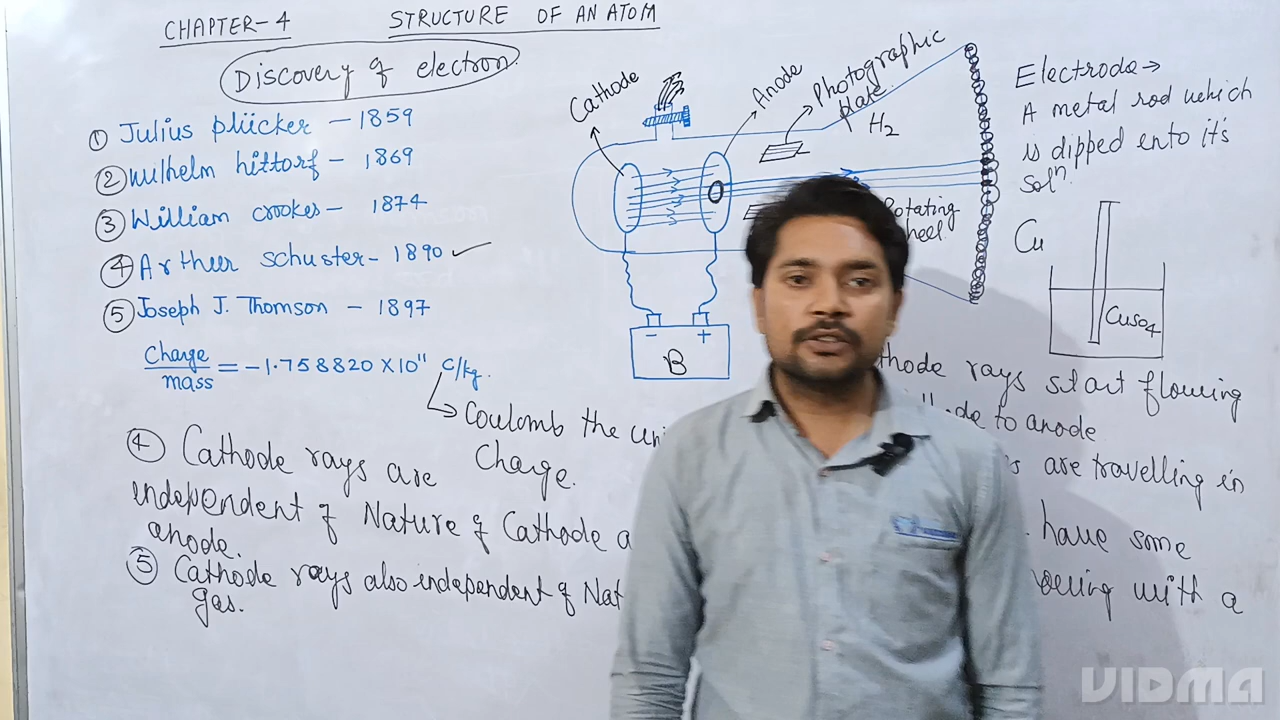 CHAPTER-4 STRUCTURE OF AN ATOM
Discovery of electron.
① Julius plücker - 1859
② Wilhelm hittorf - 1869
③ William crookes - 1874
④ Arther schuster - 1890 ✓
⑤ Joseph J. Thomson - 1897
Charge
mass
= -1.758820 X 10¹¹ C/kg.
Coulomb the
Charge.
④ Cathode rays are
independent of Nature of Cathode
anode.
⑤ Cathode rays also independent of
gas.
Cathode
Anode
Photographic
plate.
H₂
Rotating
- +
B
Electrode →
A metal rod which
is dipped ento it's
Solⁿ.
Cu
CuSO₄
rays start flowing
to anode.
are travelling in
have some
with a
VIDMA